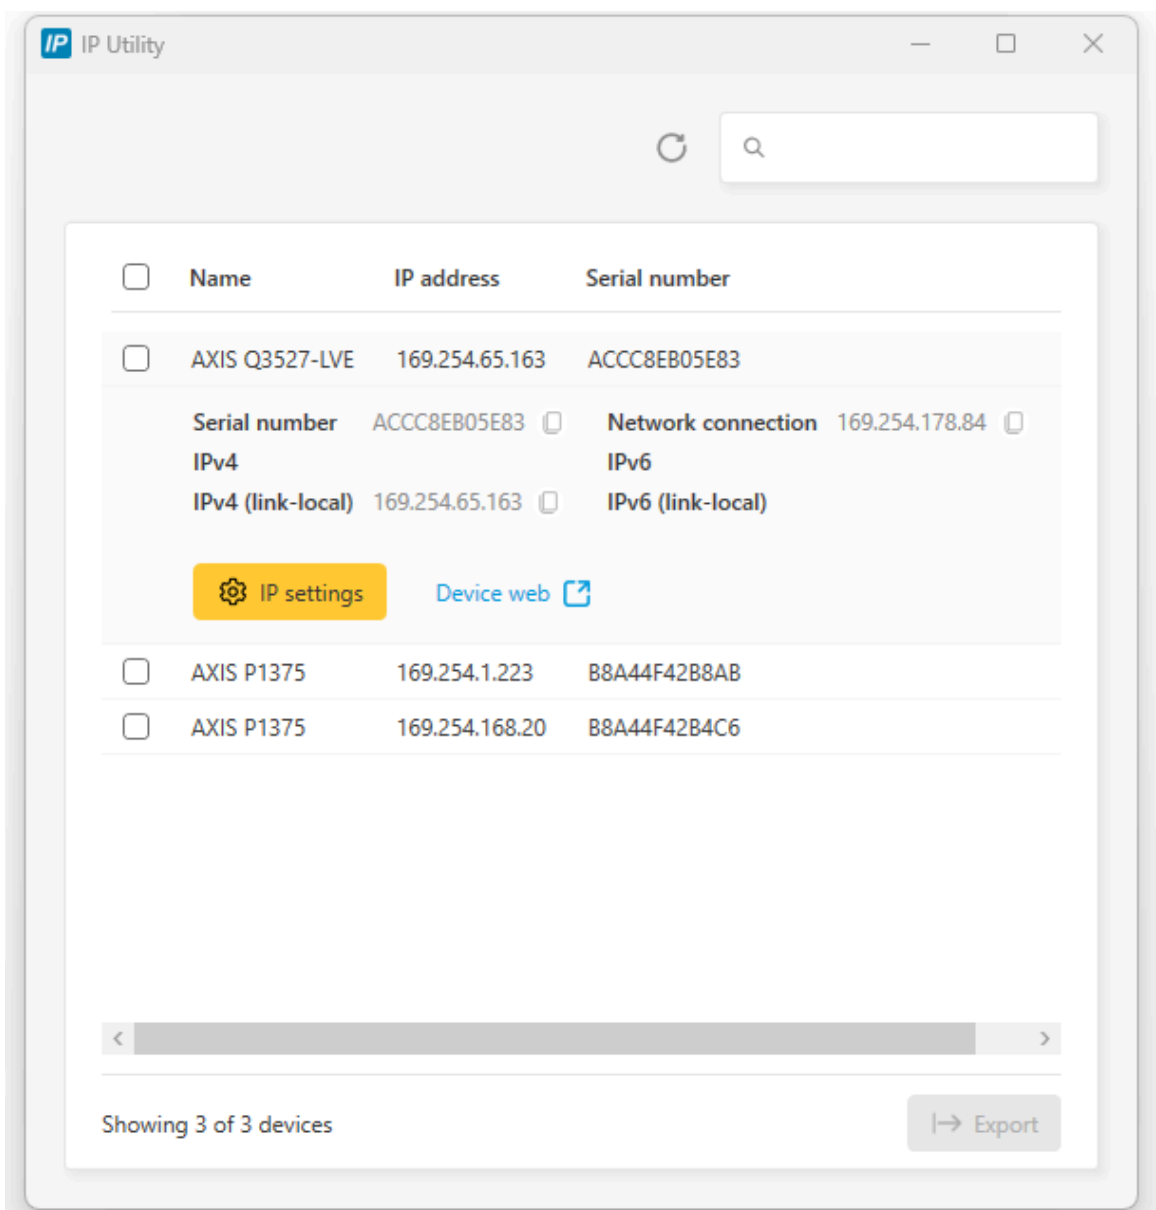 IP IP Utility
Name IP address Serial number
AXIS Q3527-LVE 169.254.65.163 ACCC8EB05E83
Serial number ACCC8EB05E83 Network connection 169.254.178.84
IPv4 IPv6
IPv4 (link-local) 169.254.65.163 IPv6 (link-local)
IP settings Device web
AXIS P1375 169.254.1.223 B8A44F42B8AB
AXIS P1375 169.254.168.20 B8A44F42B4C6
Showing 3 of 3 devices Export